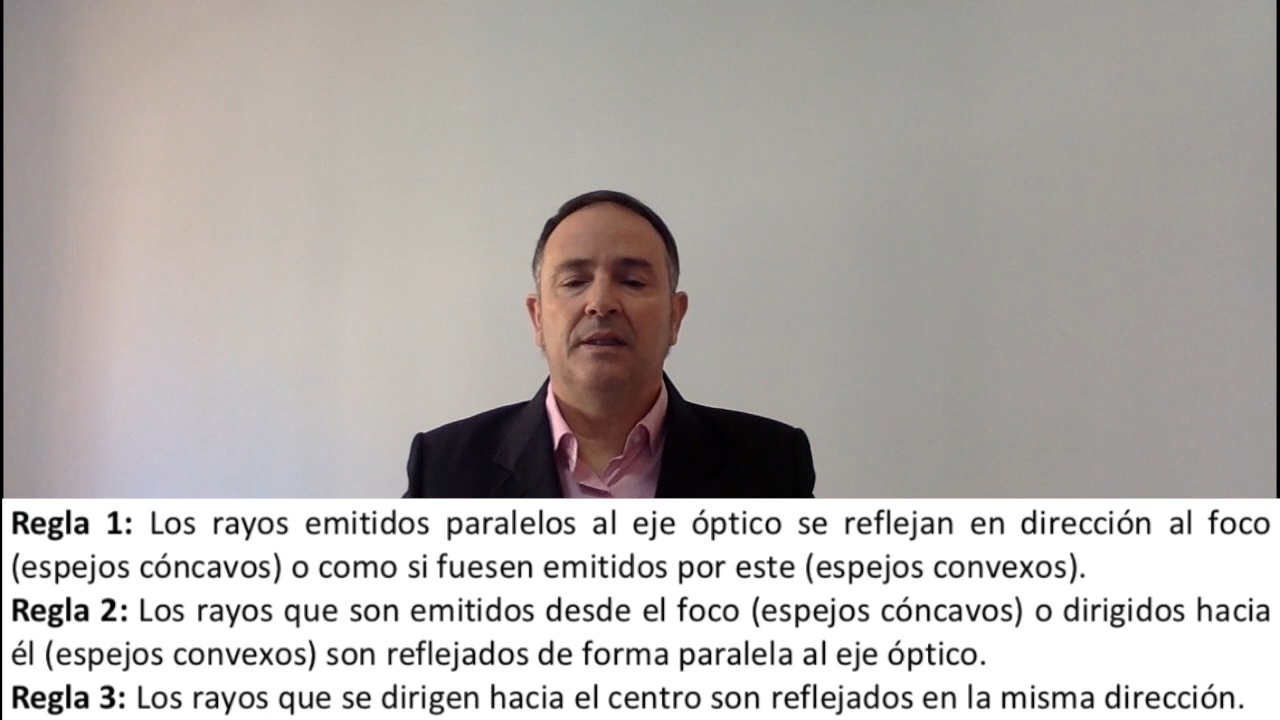 Regla 1: Los rayos emitidos paralelos al eje óptico se reflejan en dirección al foco
(espejos cóncavos) o como si fuesen emitidos por este (espejos convexos).
Regla 2: Los rayos que son emitidos desde el foco (espejos cóncavos) o dirigidos hacia
él (espejos convexos) son reflejados de forma paralela al eje óptico.
Regla 3: Los rayos que se dirigen hacia el centro son reflejados en la misma dirección.